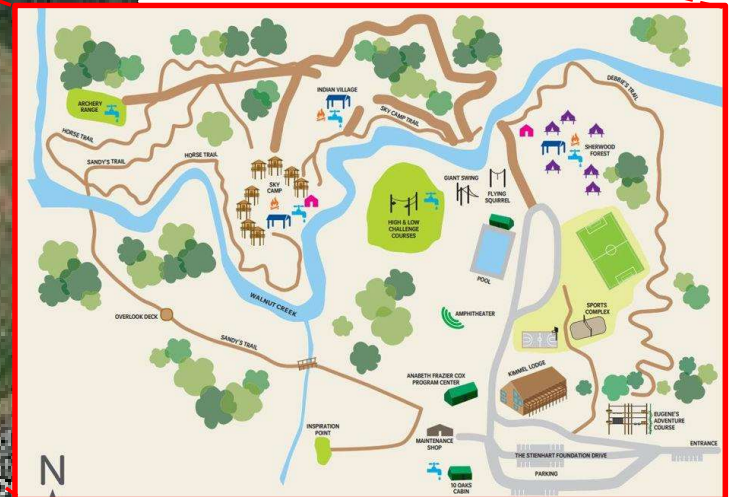 DEBBIE'S TRAIL
INDIAN VILLAGE
ARCHERY
RANGE
SKY CAMP TRAIL
HORSE TRAIL
SANDY'S TRAIL
HORSE TRAIL
SHERWOOD
FOREST
SKY
CAMP
GIANT SWING
FLYING
SQUIRREL
HIGH & LOW
CHALLENGE
COURSES
POOL
WALNUT CREEK
OVERLOOK DECK
AMPHITHEATER
SPORTS
COMPLEX
SANDY'S TRAIL
KIMMEL LODGE
ANABETH FRAZIER COX
PROGRAM CENTER
EUGENE'S
ADVENTURE
COURSE
INSPIRATION
POINT
MAINTENANCE
SHOP
ENTRANCE
THE STIENHART FOUNDATION DRIVE
PARKING
10 OAKS
CABIN
N